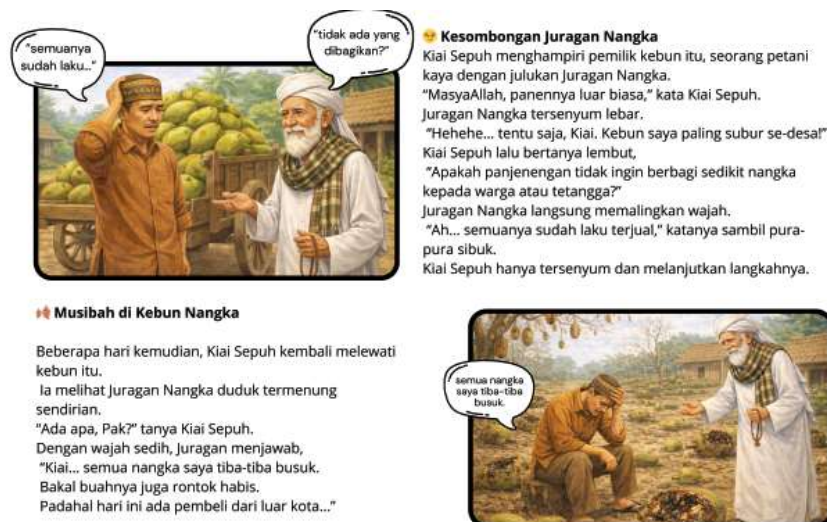 "semuanya
sudah laku..."
"tidak ada yang
dibagikan?"
Kesombongan Juragan Nangka
Kiai Sepuh menghampiri pemilik kebun itu, seorang petani
kaya dengan julukan Juragan Nangka.
"MasyaAllah, panennya luar biasa," kata Kiai Sepuh.
Juragan Nangka tersenyum lebar.
"Hehehe... tentu saja, Kiai. Kebun saya paling subur se-desa!"
Kiai Sepuh lalu bertanya lembut,
"Apakah panjenengan tidak ingin berbagi sedikit nangka
kepada warga atau tetangga?"
Juragan Nangka langsung memalingkan wajah.
"Ah... semuanya sudah laku terjual," katanya sambil pura-
pura sibuk.
Kiai Sepuh hanya tersenyum dan melanjutkan langkahnya.
Musibah di Kebun Nangka
Beberapa hari kemudian, Kiai Sepuh kembali melewati
kebun itu.
Ia melihat Juragan Nangka duduk termenung
sendirian.
"Ada apa, Pak?" tanya Kiai Sepuh.
Dengan wajah sedih, Juragan menjawab,
"Kiai... semua nangka saya tiba-tiba busuk.
Bakal buahnya juga rontok habis.
Padahal hari ini ada pembeli dari luar kota..."
semua nangka
saya tiba-tiba
busuk.